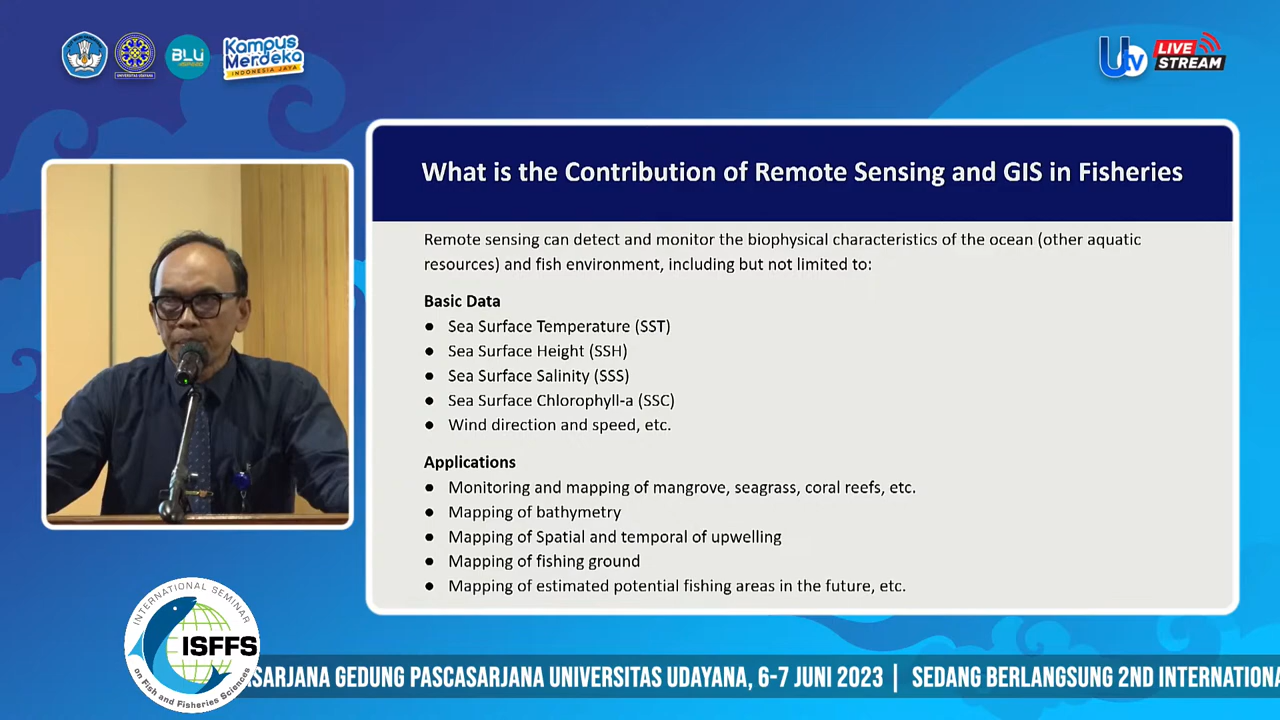 UNIVERSITAS UDAYANA
BLU
Kampus
Merdeka
INDONESIA JAYA
U tv
LIVE
STREAM
What is the Contribution of Remote Sensing and GIS in Fisheries
Remote sensing can detect and monitor the biophysical characteristics of the ocean (other aquatic
resources) and fish environment, including but not limited to:
Basic Data
● Sea Surface Temperature (SST)
● Sea Surface Height (SSH)
● Sea Surface Salinity (SSS)
● Sea Surface Chlorophyll-a (SSC)
● Wind direction and speed, etc.
Applications
● Monitoring and mapping of mangrove, seagrass, coral reefs, etc.
● Mapping of bathymetry
● Mapping of Spatial and temporal of upwelling
● Mapping of fishing ground
● Mapping of estimated potential fishing areas in the future, etc.
INTERNATIONAL SEMINAR
ISFFS
on Fish and Fisheries Sciences
SARJANA GEDUNG PASCASARJANA UNIVERSITAS UDAYANA, 6-7 JUNI 2023 | SEDANG BERLANGSUNG 2ND INTERNATIONA